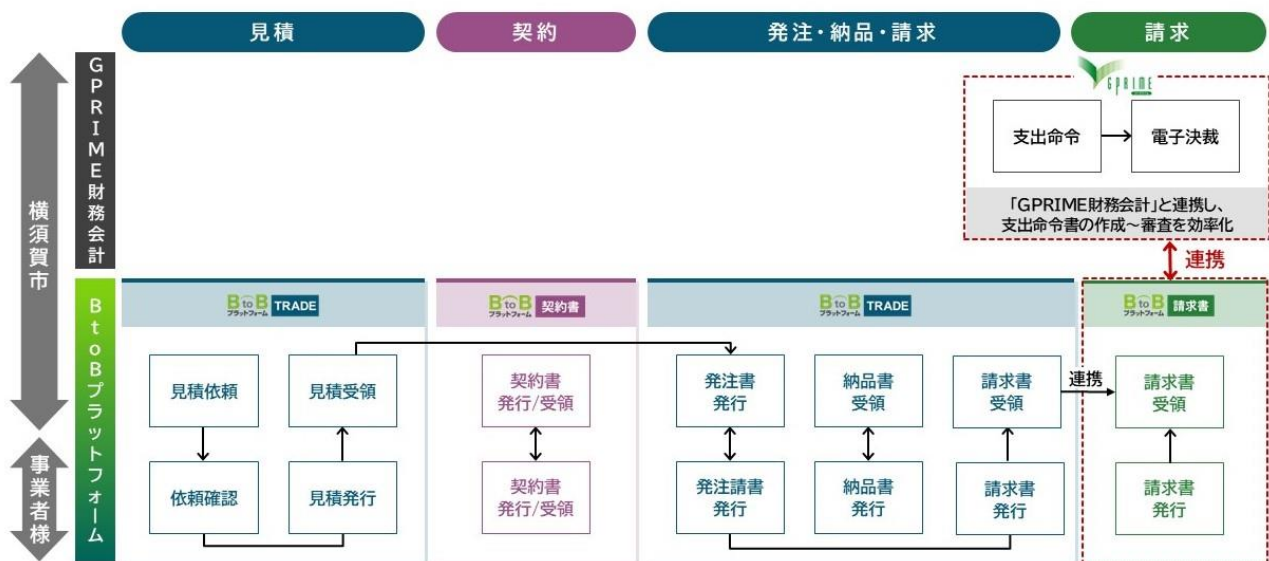 見積
契約
発注・納品・請求
請求
横須賀市
事業者様
GPRIME財務会計
BtoBプラットフォーム
GPRIME
支出命令
電子決裁
「GPRIME財務会計」と連携し、
支出命令書の作成~審査を効率化
連携
BtoB
プラットフォーム
TRADE
BtoB
プラットフォーム
契約書
BtoB
プラットフォーム
TRADE
BtoB
プラットフォーム
請求書
見積依頼
見積受領
契約書
発行/受領
発注書
発行
納品書
受領
請求書
受領
連携
請求書
受領
依頼確認
見積発行
契約書
発行/受領
発注請書
発行
納品書
発行
請求書
発行
請求書
発行